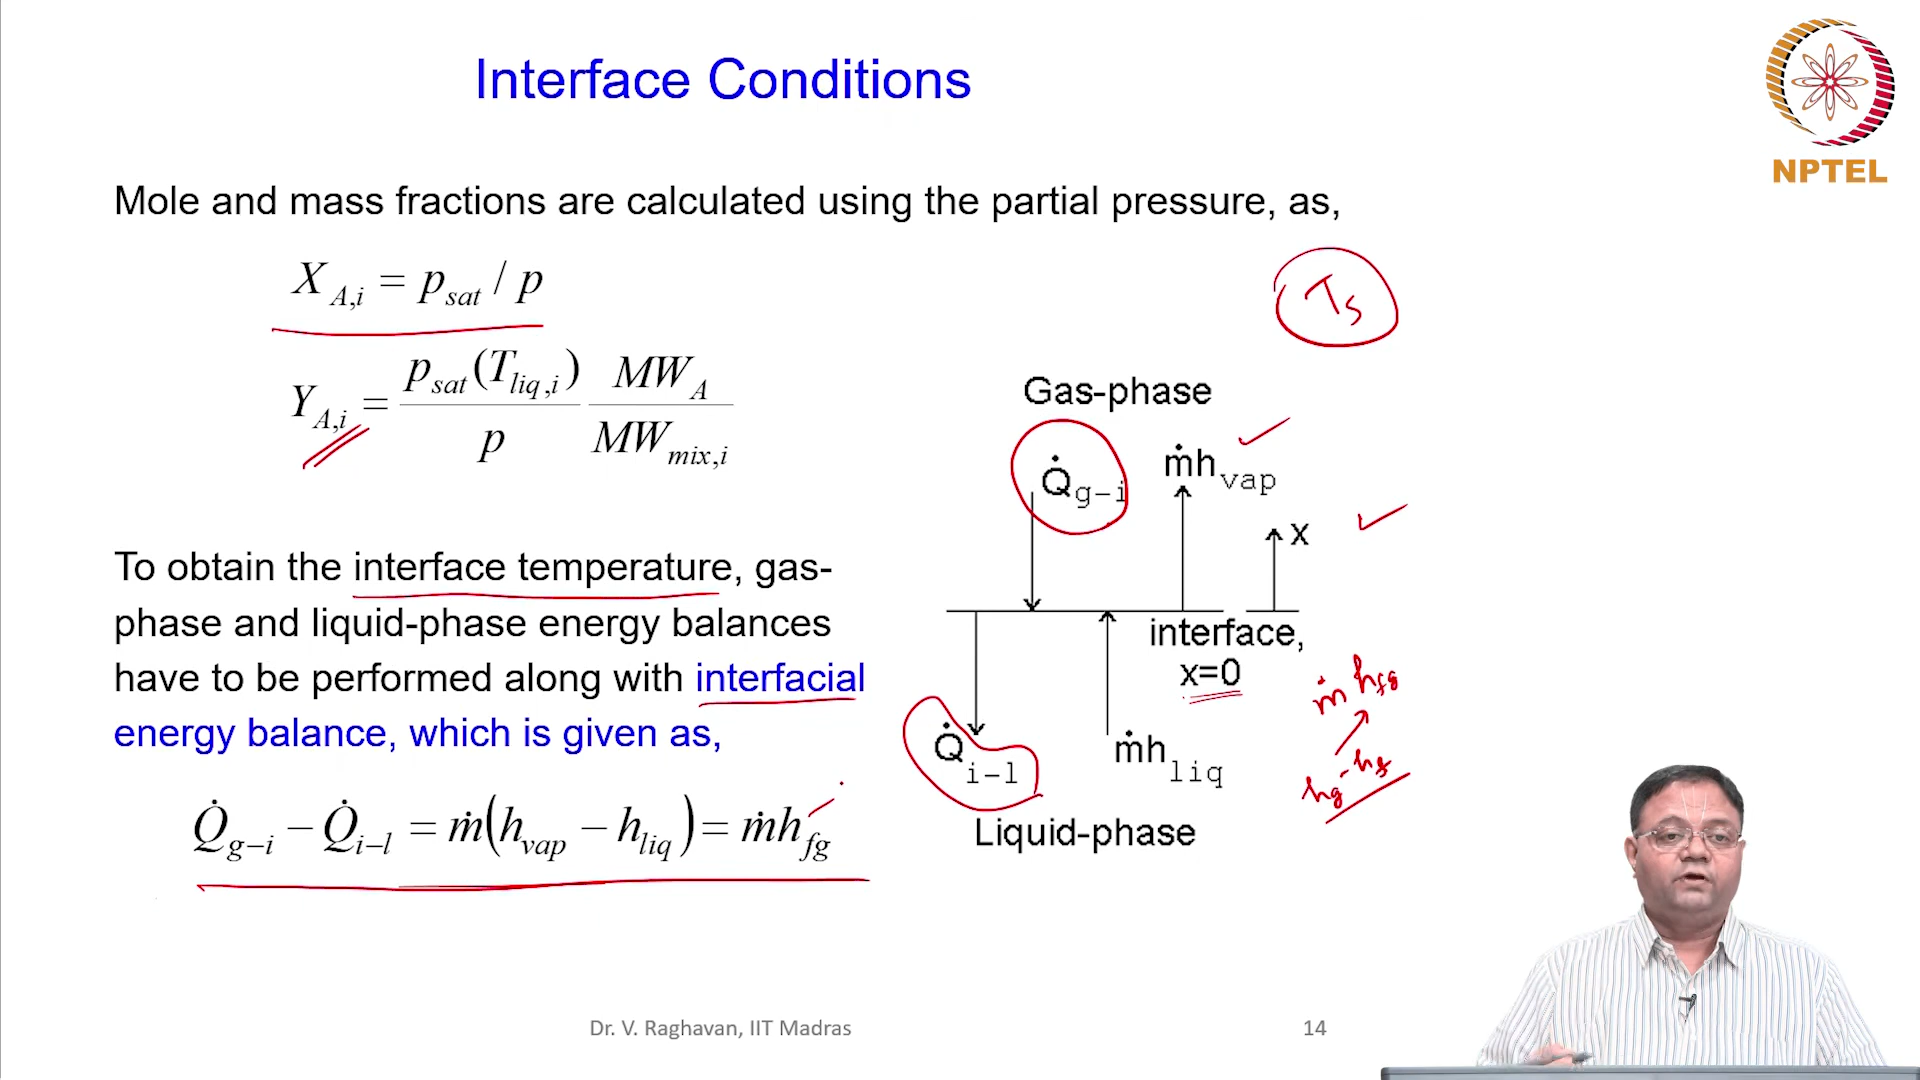 Interface Conditions
NPTEL
Mole and mass fractions are calculated using the partial pressure, as,
X_{A,i} = p_{sat} / p
Y_{A,i} = \frac{p_{sat}(T_{liq,i})}{p} \frac{MW_A}{MW_{mix,i}}
T_s
Gas-phase
Q̇_{g-i}
ṁh_{vap}
x
To obtain the interface temperature, gas-
phase and liquid-phase energy balances
have to be performed along with interfacial
energy balance, which is given as,
interface,
x=0
Q̇_{i-l}
ṁh_{liq}
Liquid-phase
ṁ h_{fg}
h_g - h_f
Q̇_{g-i} − Q̇_{i-l} = ṁ(h_{vap} − h_{liq}) = ṁh_{fg}
Dr. V. Raghavan, IIT Madras
14